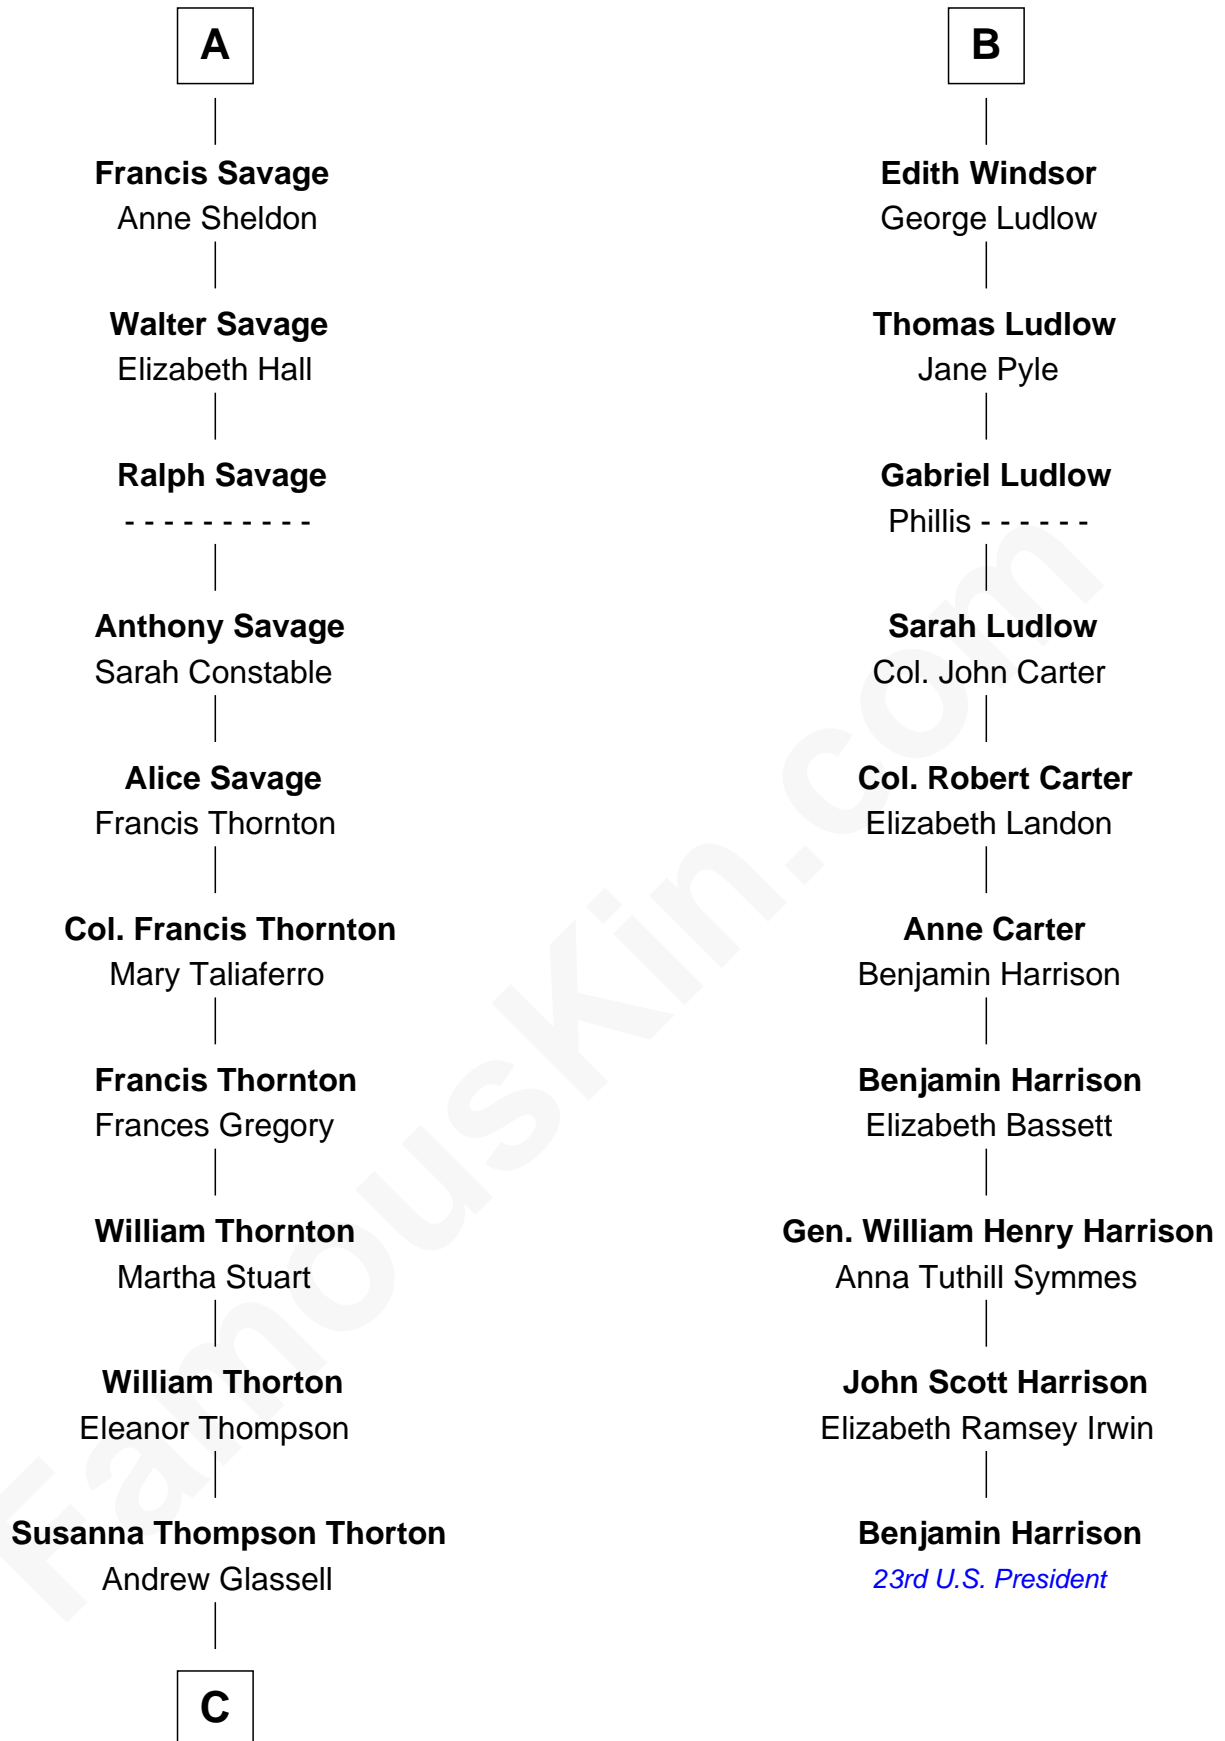 A
Francis Savage
Anne Sheldon
Walter Savage
Elizabeth Hall
Ralph Savage
- - - - - - - - - -
Anthony Savage
Sarah Constable
Alice Savage
Francis Thornton
Col. Francis Thornton
Mary Taliaferro
Francis Thornton
Frances Gregory
William Thornton
Martha Stuart
William Thorton
Eleanor Thompson
Susanna Thompson Thorton
Andrew Glassell
C
B
Edith Windsor
George Ludlow
Thomas Ludlow
Jane Pyle
Gabriel Ludlow
Phillis - - - - - -
Sarah Ludlow
Col. John Carter
Col. Robert Carter
Elizabeth Landon
Anne Carter
Benjamin Harrison
Benjamin Harrison
Elizabeth Bassett
Gen. William Henry Harrison
Anna Tuthill Symmes
John Scott Harrison
Elizabeth Ramsey Irwin
Benjamin Harrison
23rd U.S. President
FamousKin.com